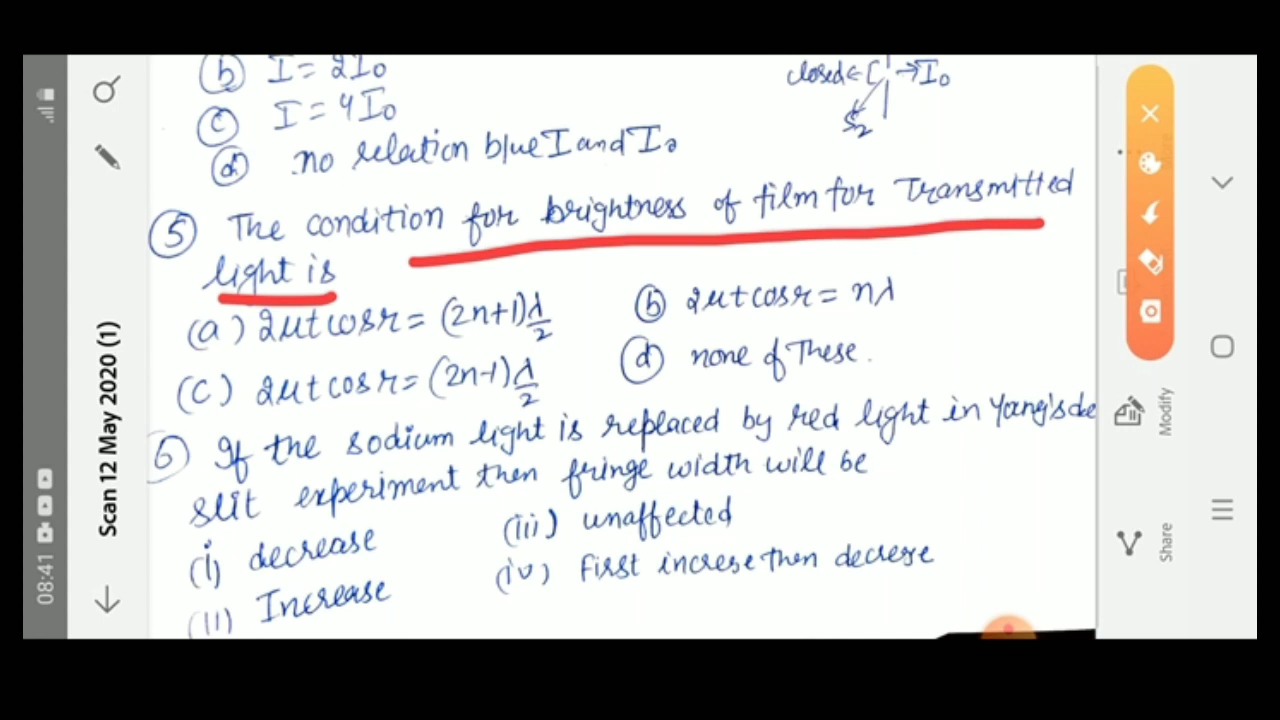 (b) I = 2I₀
closed ← [ → I₀
(c) I = 4I₀
S₂
(d) no relation b/w I and I₀
(5) The condition for brightness of film for Transmitted
light is
(a) 2μt cos r = (2n+1)λ/2
(b) 2μt cos r = nλ
(c) 2μt cos r = (2n-1)λ/2
(d) none of These.
(6) If the sodium light is replaced by red light in Yong's de
slit experiment then fringe width will be
(i) decrease
(iii) unaffected
(ii) Increase
(iv) first increse then decrese
08:41
Scan 12 May 2020 (1)
Modify
Share